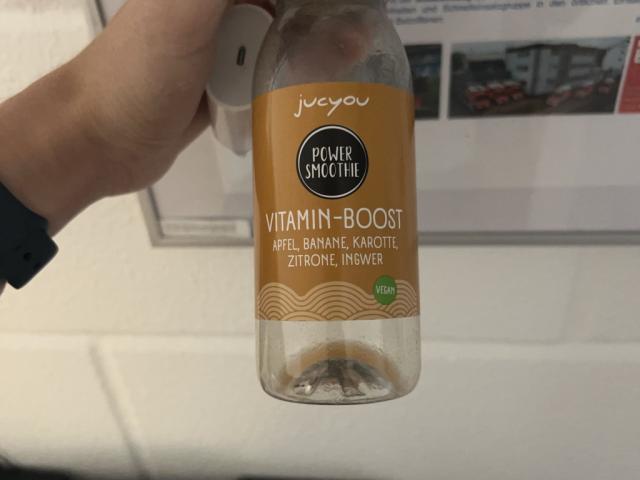 jucyou
POWER
SMOOTHIE
VITAMIN-BOOST
APFEL, BANANE, KAROTTE,
ZITRONE, INGWER
VEGAN